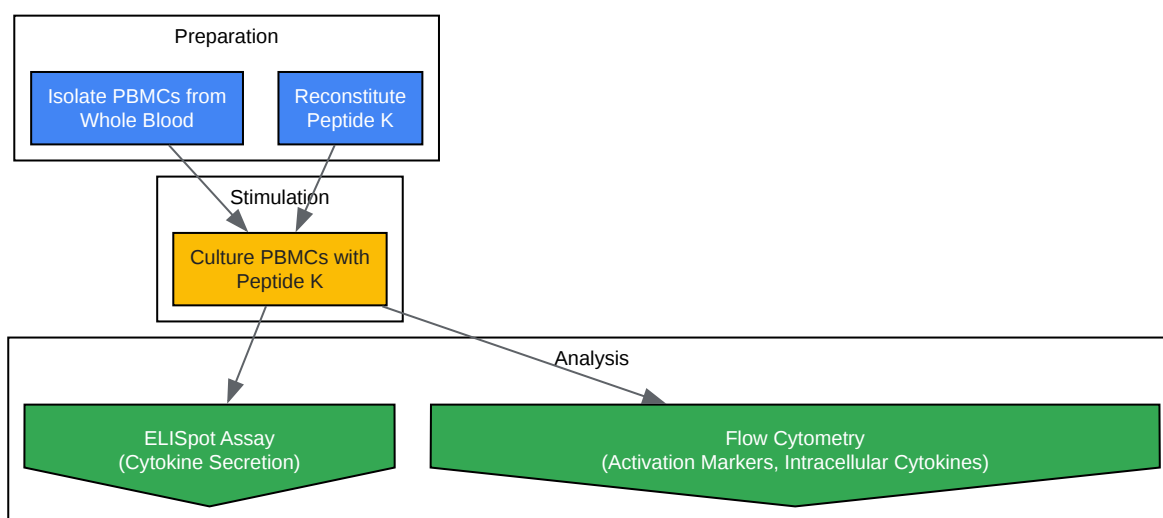 Preparation
Isolate PBMCs from
Whole Blood
Reconstitute
Peptide K
Stimulation
Culture PBMCs with
Peptide K
Analysis
ELISpot Assay
(Cytokine Secretion)
Flow Cytometry
(Activation Markers, Intracellular Cytokines)